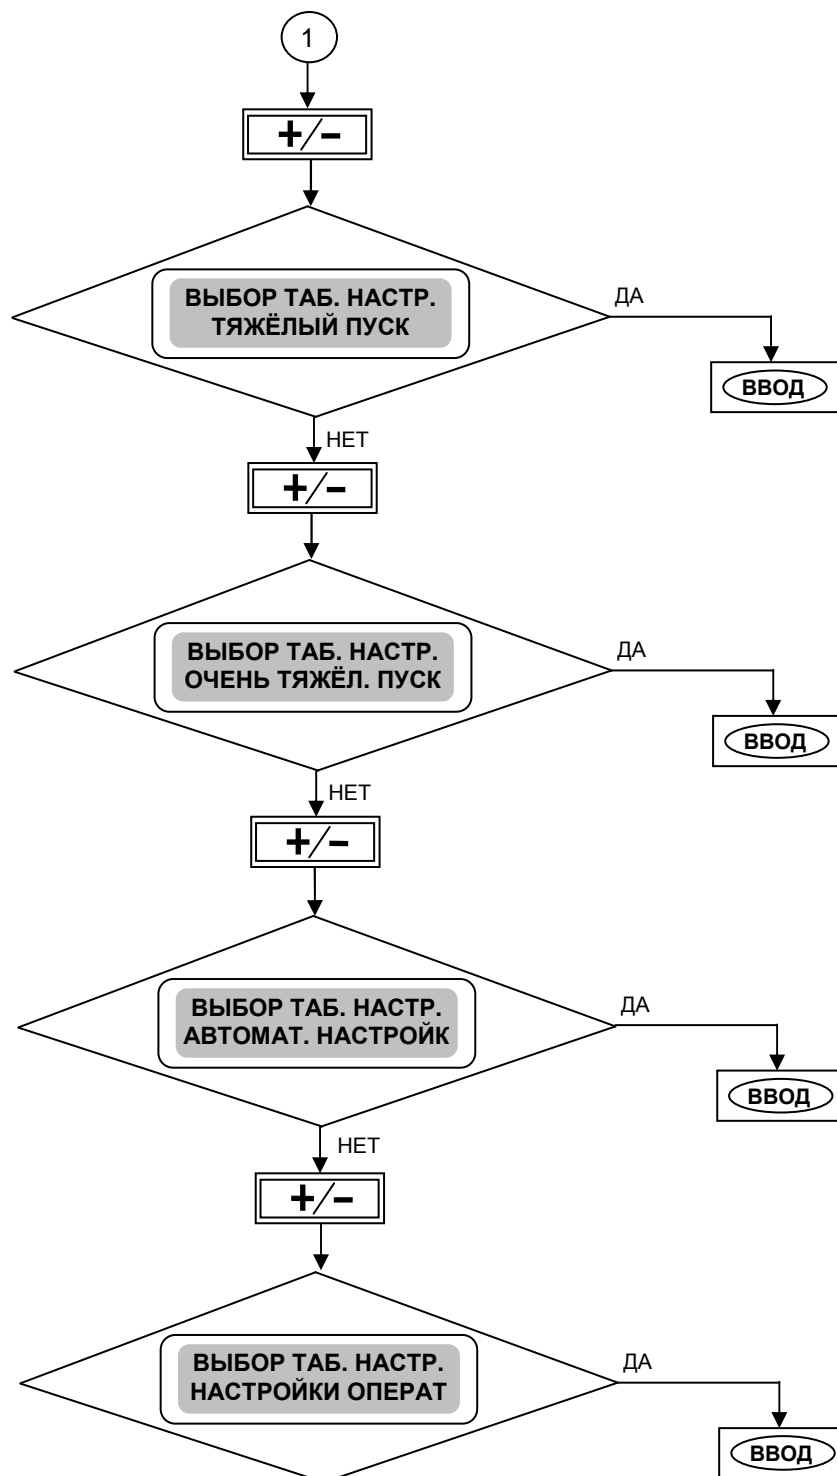 1
+/–
ВЫБОР ТАБ. НАСТР.
ТЯЖЁЛЫЙ ПУСК
ДА
ВВОД
НЕТ
+/–
ВЫБОР ТАБ. НАСТР.
ОЧЕНЬ ТЯЖЁЛ. ПУСК
ДА
ВВОД
НЕТ
+/–
ВЫБОР ТАБ. НАСТР.
АВТОМАТ. НАСТРОЙК
ДА
ВВОД
НЕТ
+/–
ВЫБОР ТАБ. НАСТР.
НАСТРОЙКИ ОПЕРАТ
ДА
ВВОД